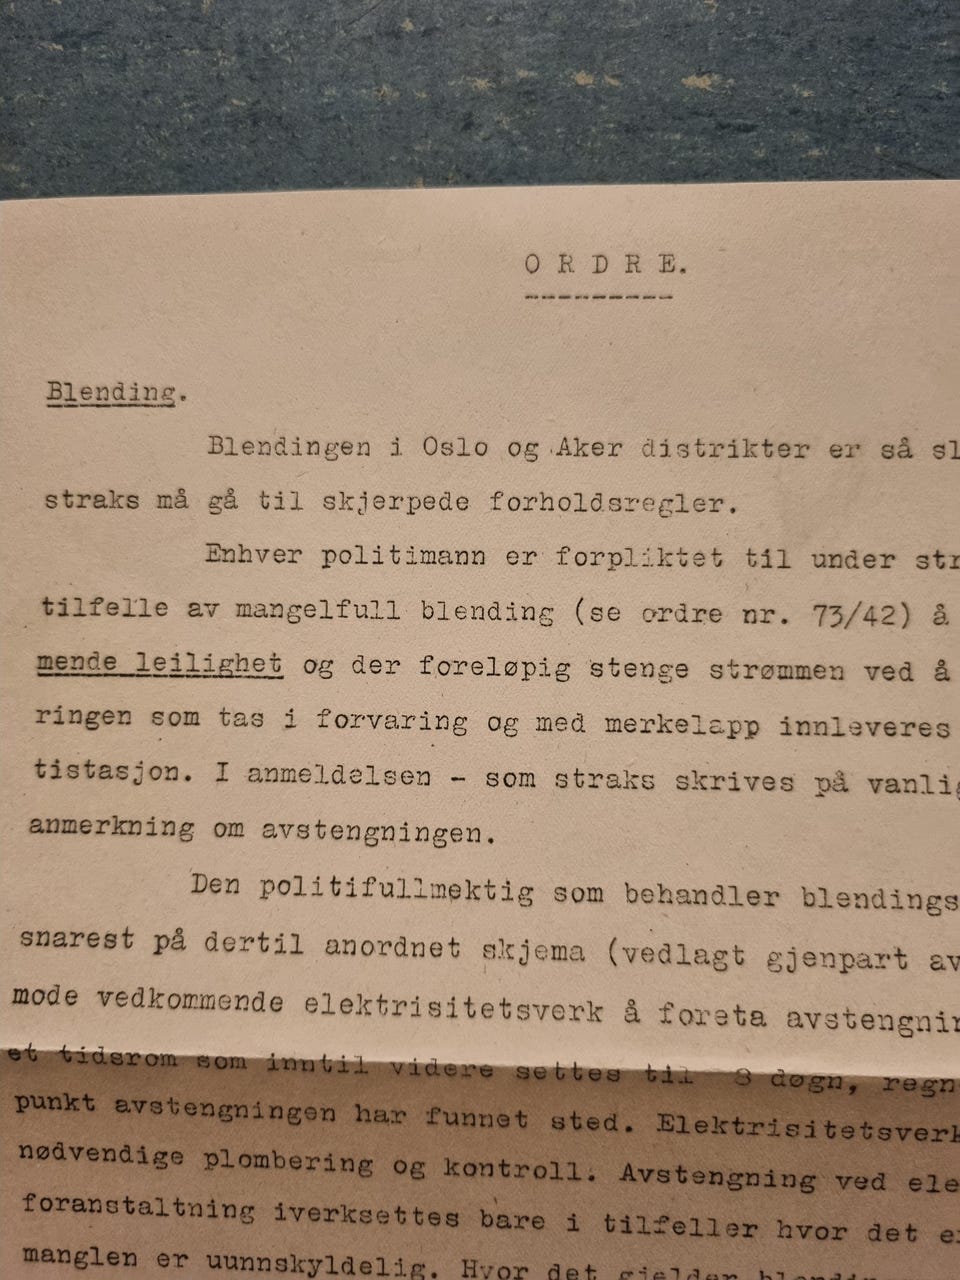 O R D R E.
Blending.
Blendingen i Oslo og Aker distrikter er så sl
straks må gå til skjerpede forholdsregler.
Enhver politimann er forpliktet til under str
tilfelle av mangelfull blending (se ordre nr. 73/42) å
mende leilighet og der foreløpig stenge strømmen ved å
ringen som tas i forvaring og med merkelapp innleveres
tistasjon. I anmeldelsen - som straks skrives på vanlig
anmerkning om avstengningen.
Den politifullmektig som behandler blendings
snarest på dertil anordnet skjema (vedlagt gjenpart av
mode vedkommende elektrisitetsverk å foreta avstengnin
et tidsrom som inntil videre settes til 8 døgn, regn
punkt avstengningen har funnet sted. Elektrisitetsverk
nødvendige plombering og kontroll. Avstengning ved ele
foranstaltning iverksettes bare i tilfeller hvor det e
manglen er uunnskyldelig. Hvor det gjelder